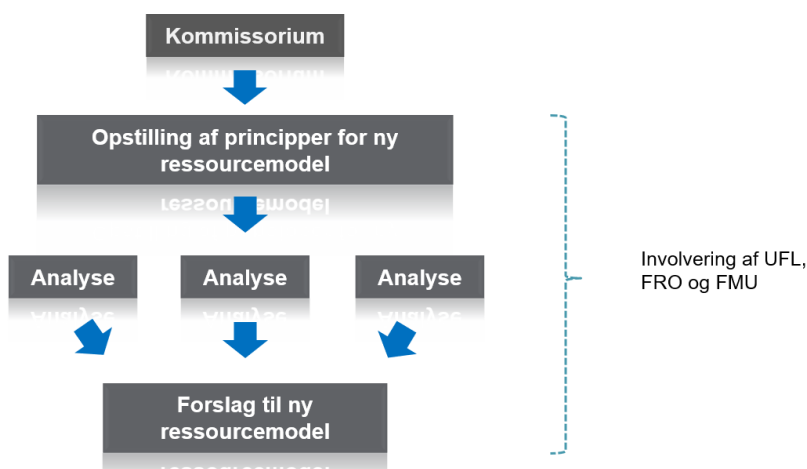 Kommissorium
Opstilling af principper for ny
ressourcemodel
Analyse
Analyse
Analyse
Involvering af UFL,
FRO og FMU
Forslag til ny
ressourcemodel